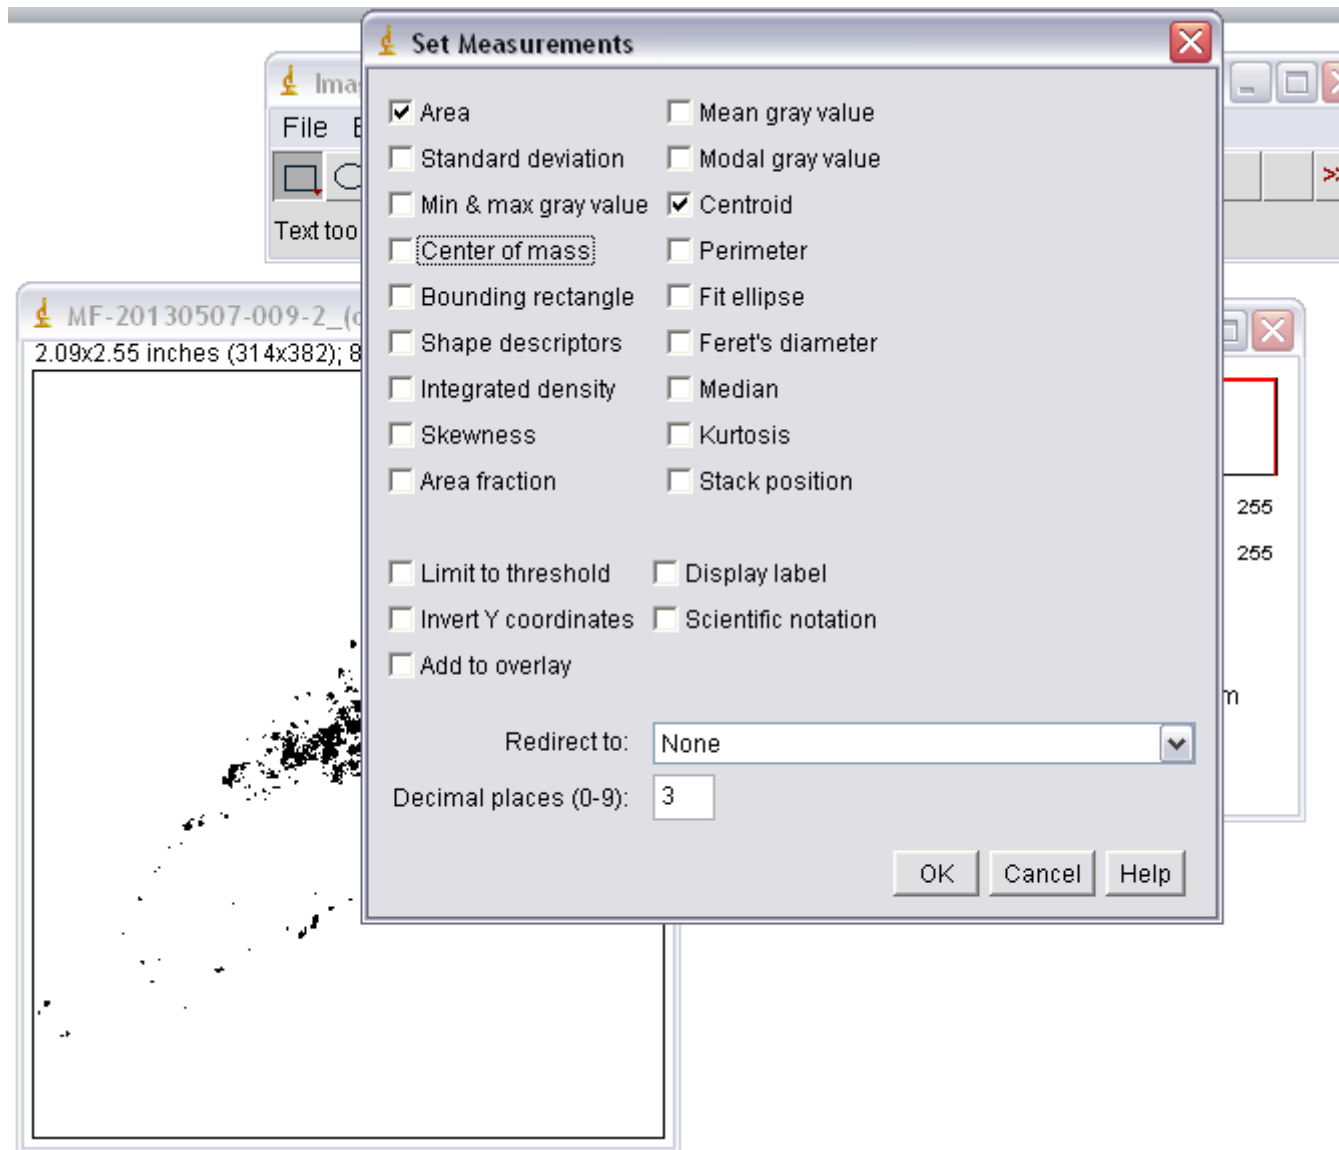 Set Measurements
File
Text too
Area
Mean gray value
Standard deviation
Modal gray value
Min & max gray value
Centroid
Center of mass
Perimeter
Bounding rectangle
Fit ellipse
Shape descriptors
Feret's diameter
Integrated density
Median
Skewness
Kurtosis
Area fraction
Stack position
Limit to threshold
Display label
Invert Y coordinates
Scientific notation
Add to overlay
Redirect to: None
Decimal places (0-9): 3
OK Cancel Help
MF-20130507-009-2_(
2.09x2.55 inches (314x382); 8
255
255
m